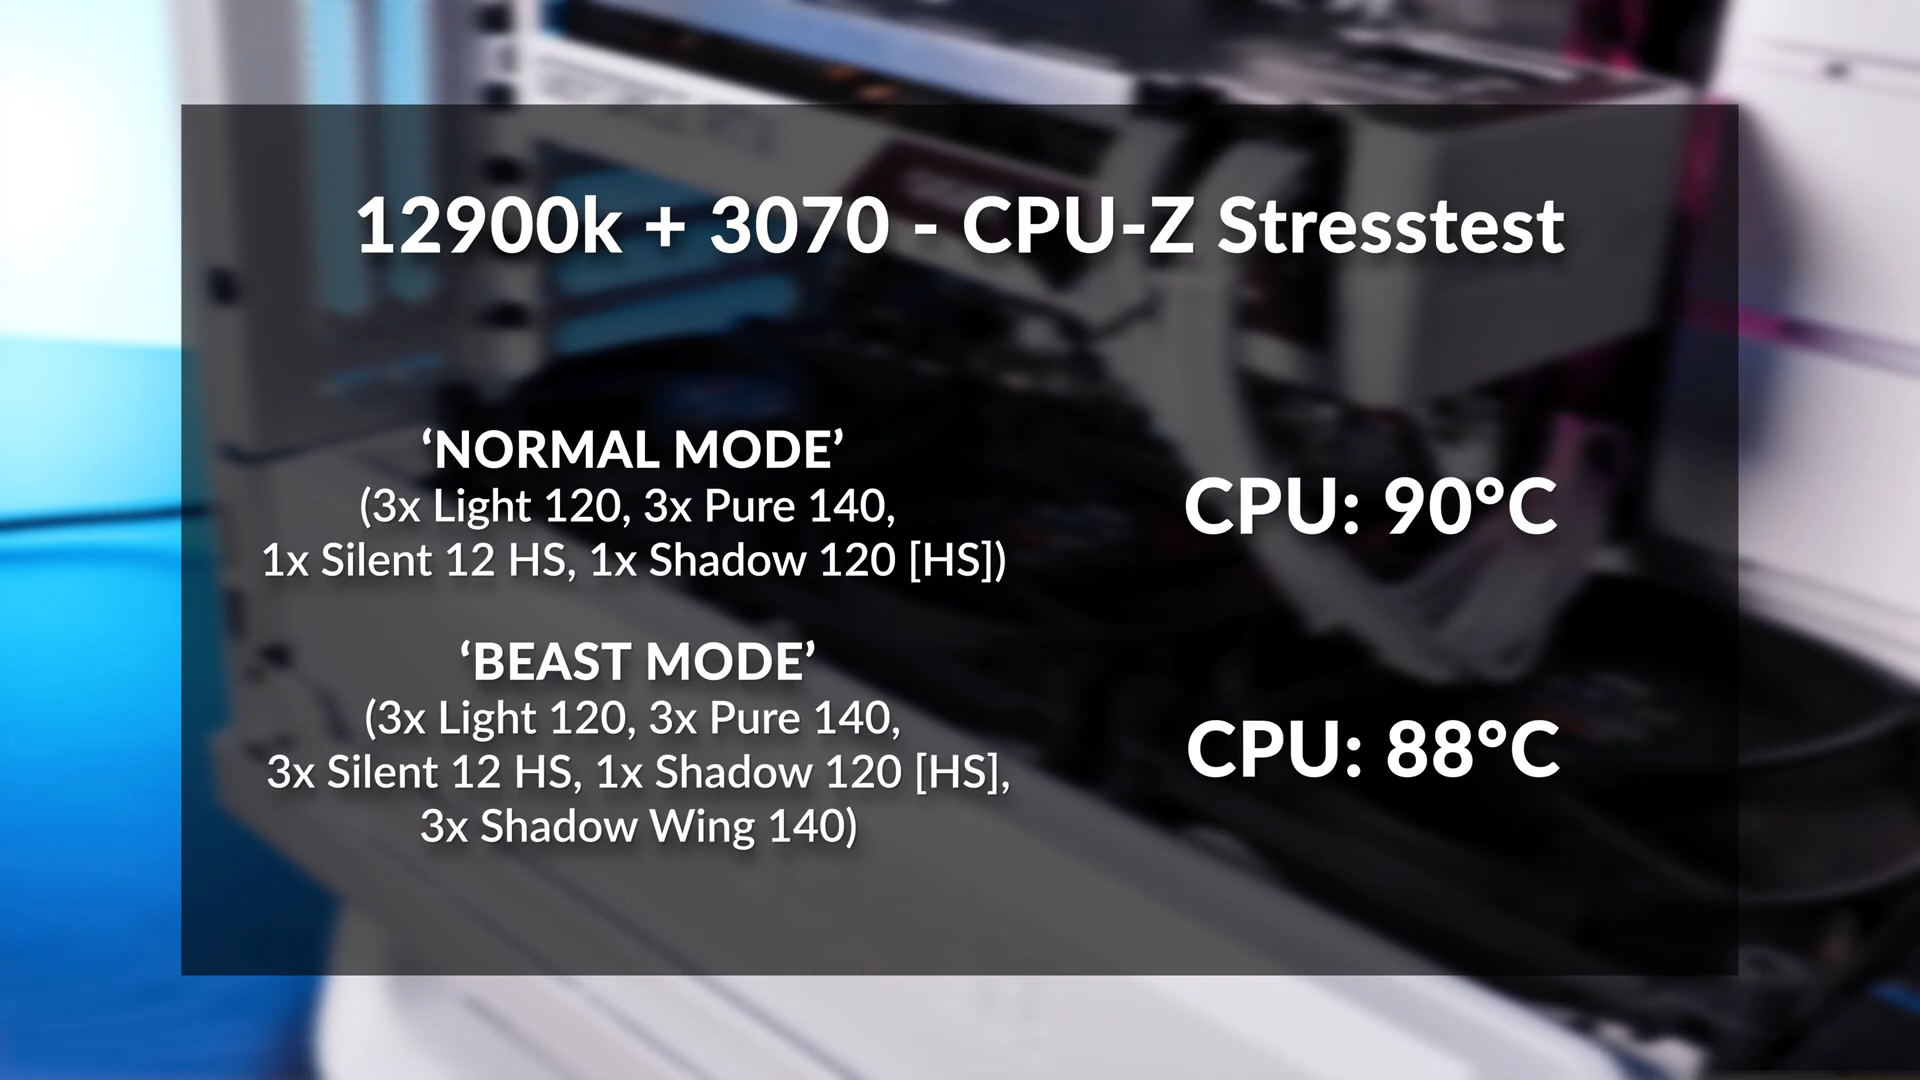 12900k + 3070 - CPU-Z Stresstest
‘NORMAL MODE’
(3x Light 120, 3x Pure 140,
1x Silent 12 HS, 1x Shadow 120 [HS])
CPU: 90°C
‘BEAST MODE’
(3x Light 120, 3x Pure 140,
3x Silent 12 HS, 1x Shadow 120 [HS],
3x Shadow Wing 140)
CPU: 88°C